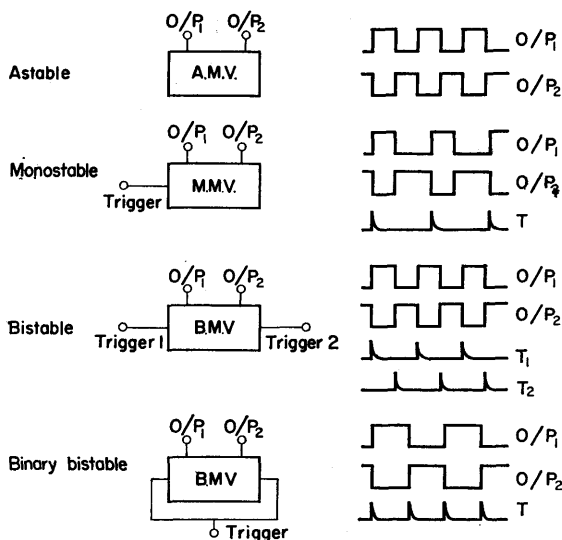 O/P1 O/P2
Astable
A.M.V.
O/P1
O/P2
O/P1 O/P2
Monostable
M.M.V.
Trigger
O/P1
O/P2
T
O/P1 O/P2
Bistable
B.M.V
Trigger 1
Trigger 2
O/P1
O/P2
T1
T2
O/P1 O/P2
Binary bistable
B.M.V
Trigger
O/P1
O/P2
T